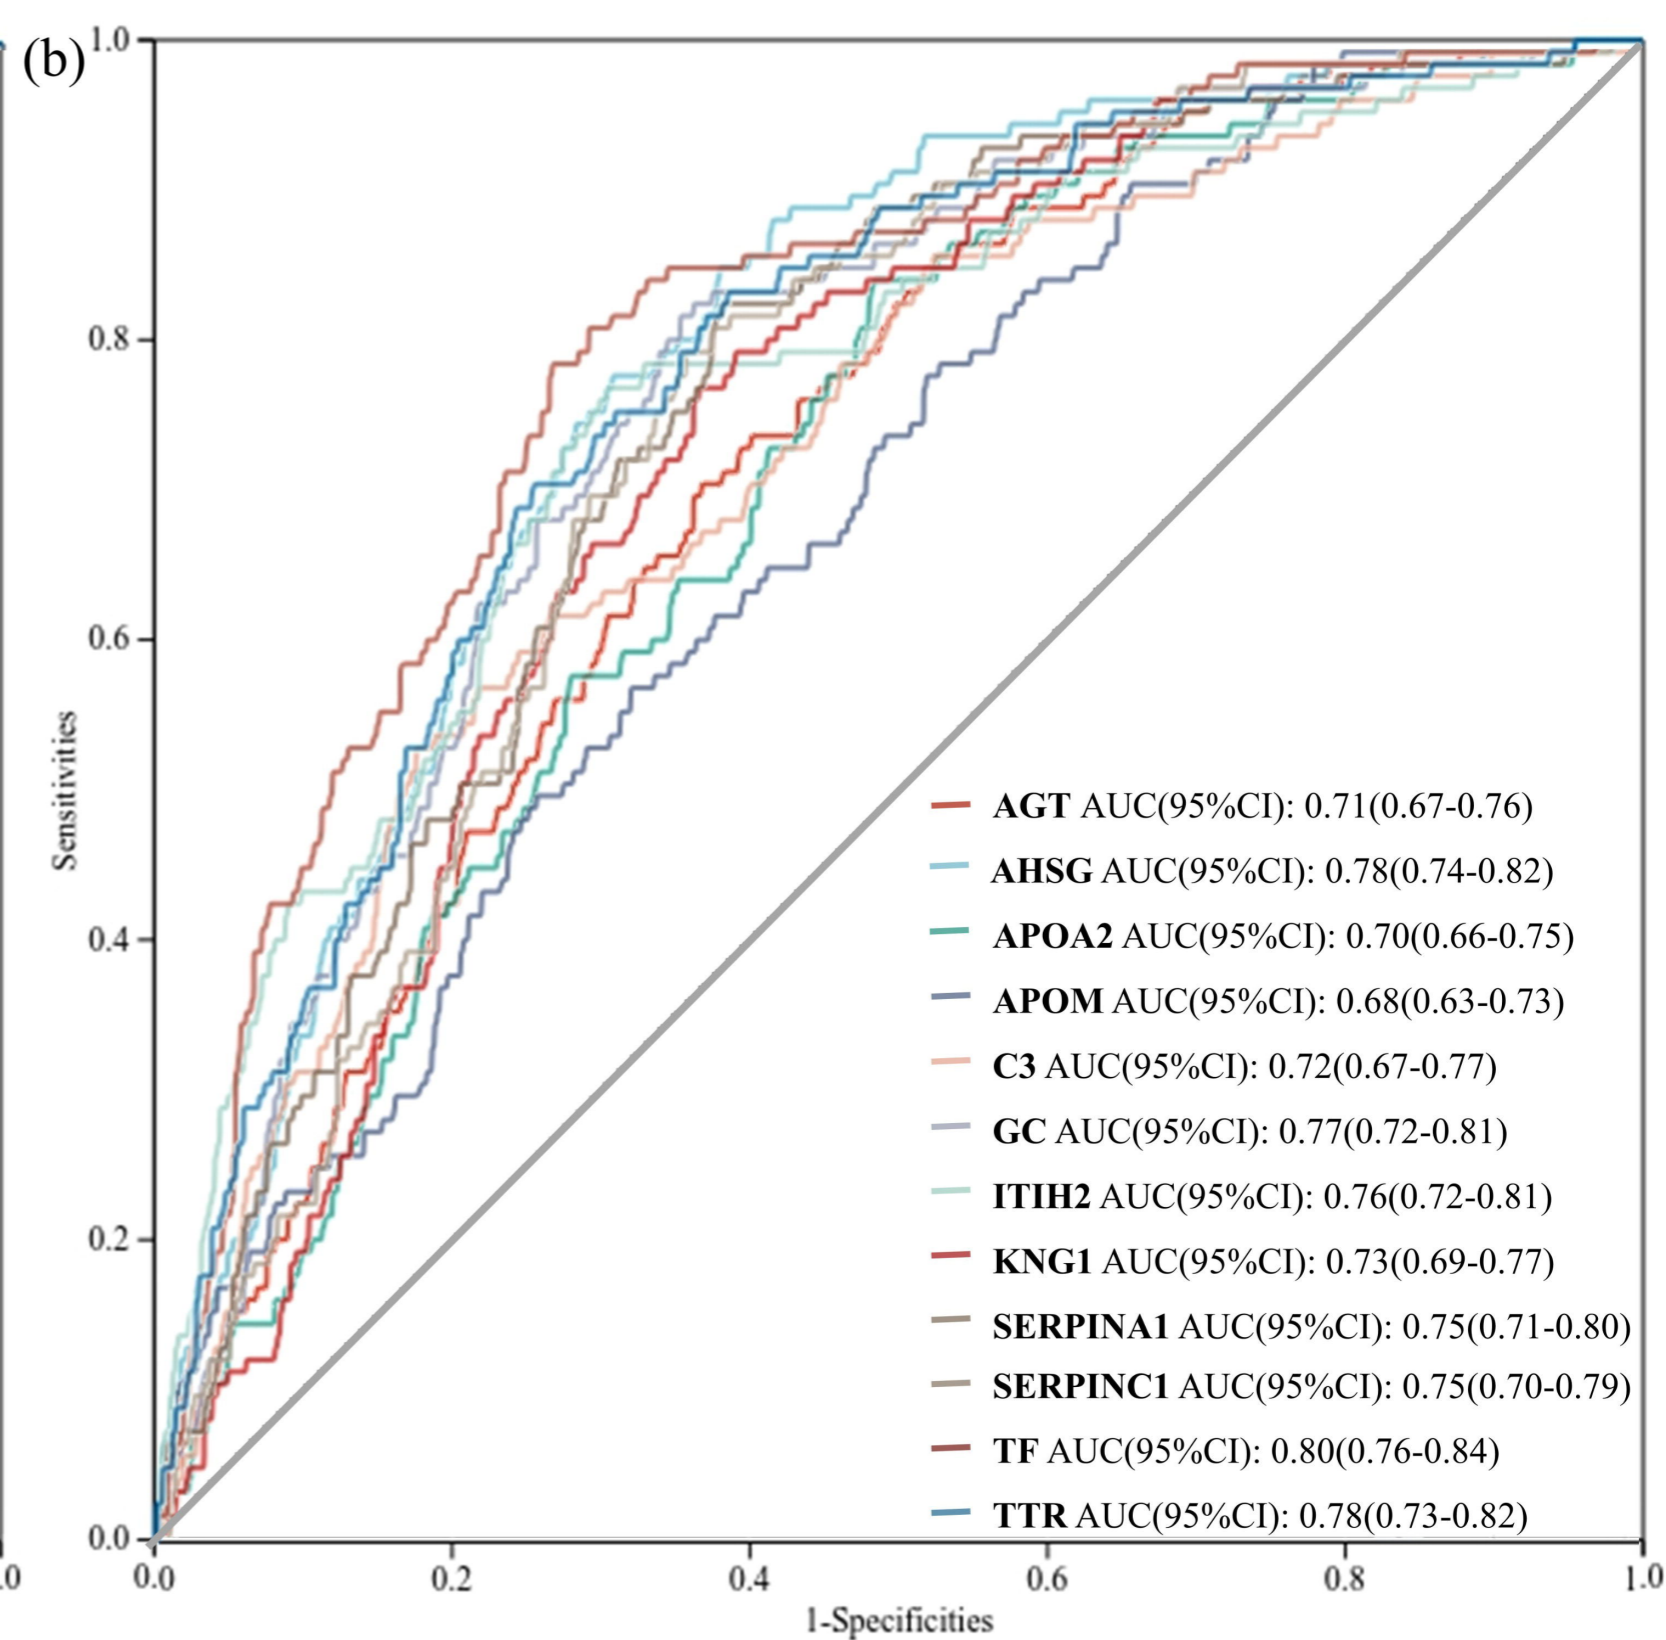 (b)
1.0
0.8
0.6
0.4
0.2
0.0
Sensitivities
AGT AUC(95%CI): 0.71(0.67-0.76)
AHSG AUC(95%CI): 0.78(0.74-0.82)
APOA2 AUC(95%CI): 0.70(0.66-0.75)
APOM AUC(95%CI): 0.68(0.63-0.73)
C3 AUC(95%CI): 0.72(0.67-0.77)
GC AUC(95%CI): 0.77(0.72-0.81)
ITIH2 AUC(95%CI): 0.76(0.72-0.81)
KNG1 AUC(95%CI): 0.73(0.69-0.77)
SERPINA1 AUC(95%CI): 0.75(0.71-0.80)
SERPINC1 AUC(95%CI): 0.75(0.70-0.79)
TF AUC(95%CI): 0.80(0.76-0.84)
TTR AUC(95%CI): 0.78(0.73-0.82)
.0 0.0 0.2 0.4 0.6 0.8 1.0
1-Specificities